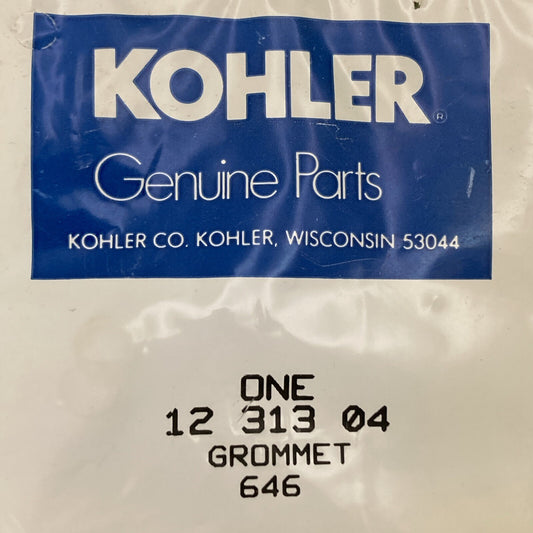 KOHLER®
Genuine Parts
KOHLER CO. KOHLER, WISCONSIN 53044
ONE
12 313 04
GROMMET
646